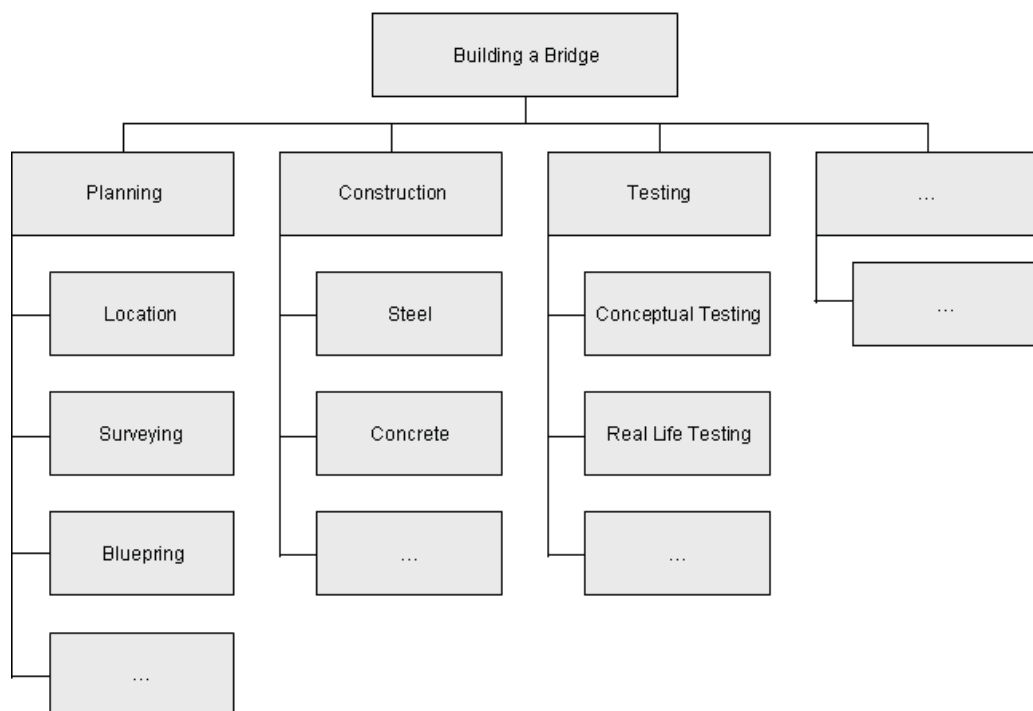 Building a Bridge
Planning
Construction
Testing
...
Location
Steel
Conceptual Testing
...
Surveying
Concrete
Real Life Testing
Bluepring
...
...
...